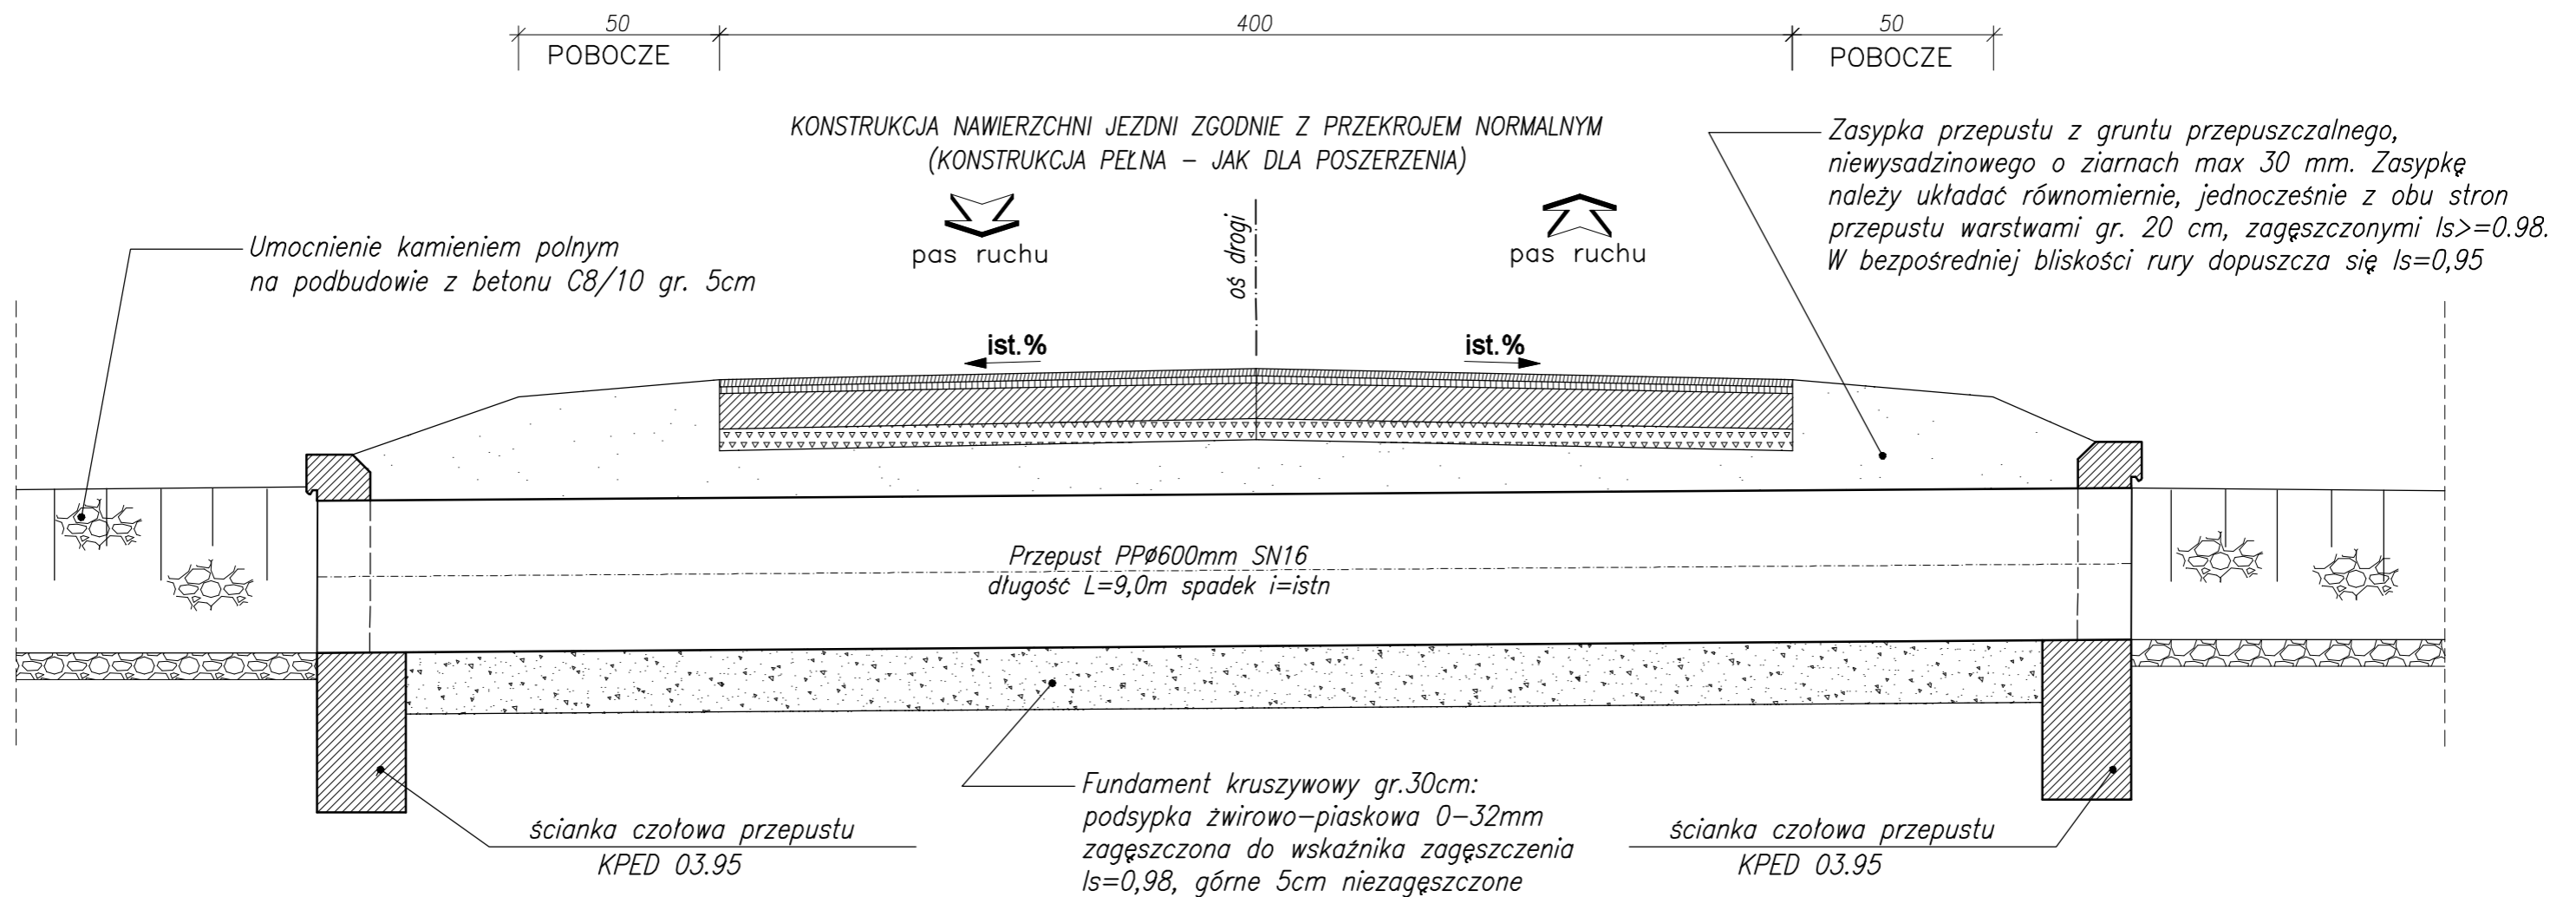 50
400
50
POBOCZE
POBOCZE
KONSTRUKCJA NAWIERZCHNI JEZDNI ZGODNIE Z PRZEKROJEM NORMALNYM
(KONSTRUKCJA PEŁNA – JAK DLA POSZERZENIA)
Zasypka przepustu z gruntu przepuszczalnego,
niewysadzinowego o ziarnach max 30 mm. Zasypkę
należy układać równomiernie, jednocześnie z obu stron
przepustu warstwami gr. 20 cm, zagęszczonymi Is>=0.98.
W bezpośredniej bliskości rury dopuszcza się Is=0,95
Umocnienie kamieniem polnym
na podbudowie z betonu C8/10 gr. 5cm
pas ruchu
oś drogi
pas ruchu
ist.%
ist.%
Przepust PPø600mm SN16
długość L=9,0m spadek i=istn
Fundament kruszywowy gr.30cm:
podsypka żwirowo-piaskowa 0-32mm
zagęszczona do wskaźnika zagęszczenia
Is=0,98, górne 5cm niezagęszczone
ścianka czołowa przepustu
KPED 03.95
ścianka czołowa przepustu
KPED 03.95